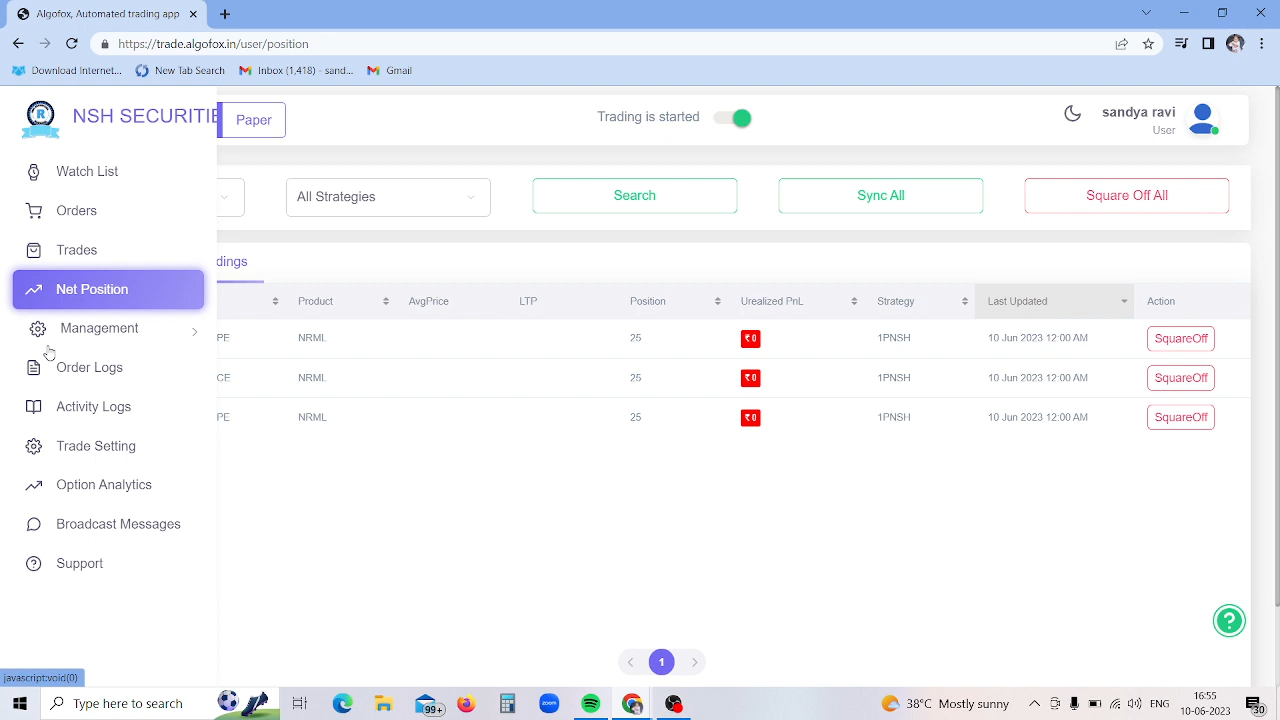 Algofox, Automated trading app
https://trade.algofox.in/user/position
Download Internet...
New Tab Search
Inbox (1,418) - sand...
Gmail
NSH SECURITIE
Paper
Trading is started
sandya ravi
User
All Strategies
Search
Sync All
Square Off All
Watch List
Orders
Trades
Net Position
Management
Order Logs
Activity Logs
Trade Setting
Option Analytics
Broadcast Messages
Support
dings
Product AvgPrice LTP Position Urealized PnL Strategy Last Updated Action
PE NRML 25 ₹ 0 1PNSH 10 Jun 2023 12:00 AM SquareOff
CE NRML 25 ₹ 0 1PNSH 10 Jun 2023 12:00 AM SquareOff
PE NRML 25 ₹ 0 1PNSH 10 Jun 2023 12:00 AM SquareOff
1
?
javascript:void(0)
Type here to search
99+
zoom
38°C Mostly sunny
ENG
16:55
10-06-2023
30